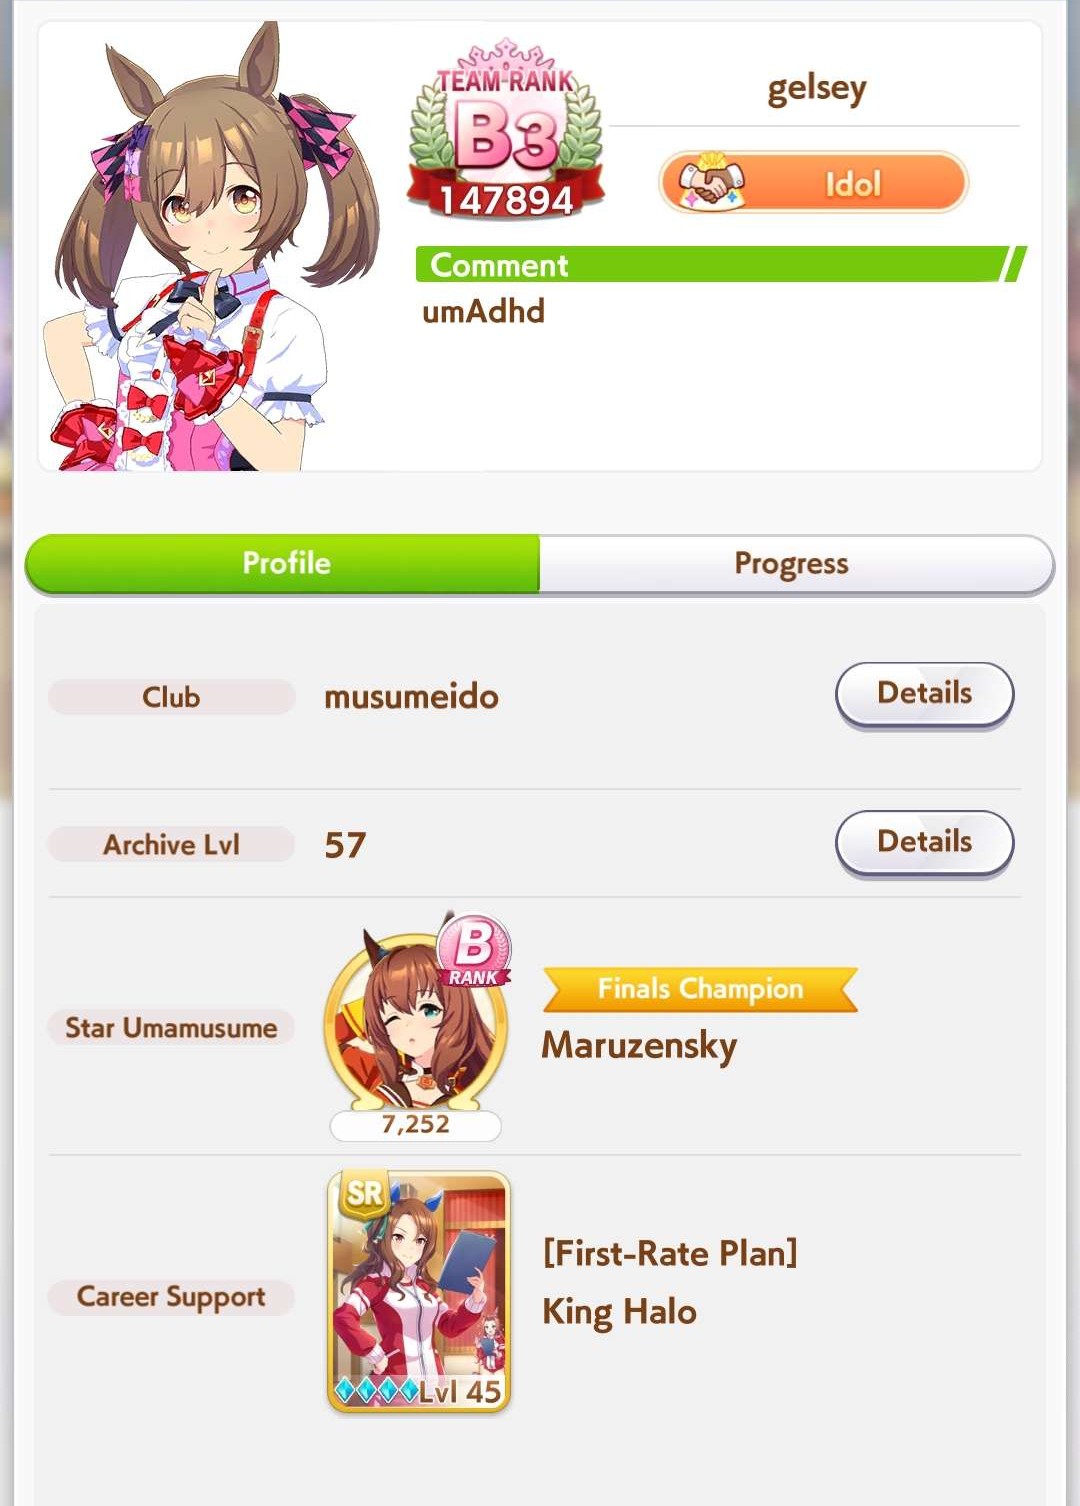 TEAM RANK
B3
147894
gelsey
Idol
Comment
umAdhd
Profile
Progress
Club
musumeido
Details
Archive Lvl
57
Details
Star Umamusume
B
RANK
7,252
Finals Champion
Maruzensky
Career Support
SR
Lvl 45
[First-Rate Plan]
King Halo